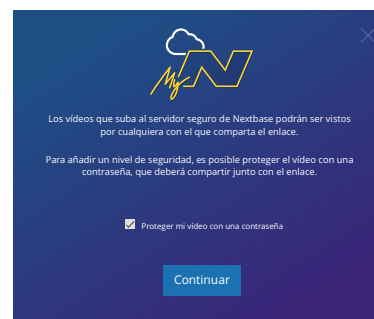 My N
Los vídeos que suba al servidor seguro de Nextbase podrán ser vistos
por cualquiera con el que comparta el enlace.
Para añadir un nivel de seguridad, es posible proteger el vídeo con una
contraseña, que deberá compartir junto con el enlace.
Proteger mi vídeo con una contraseña
Continuar